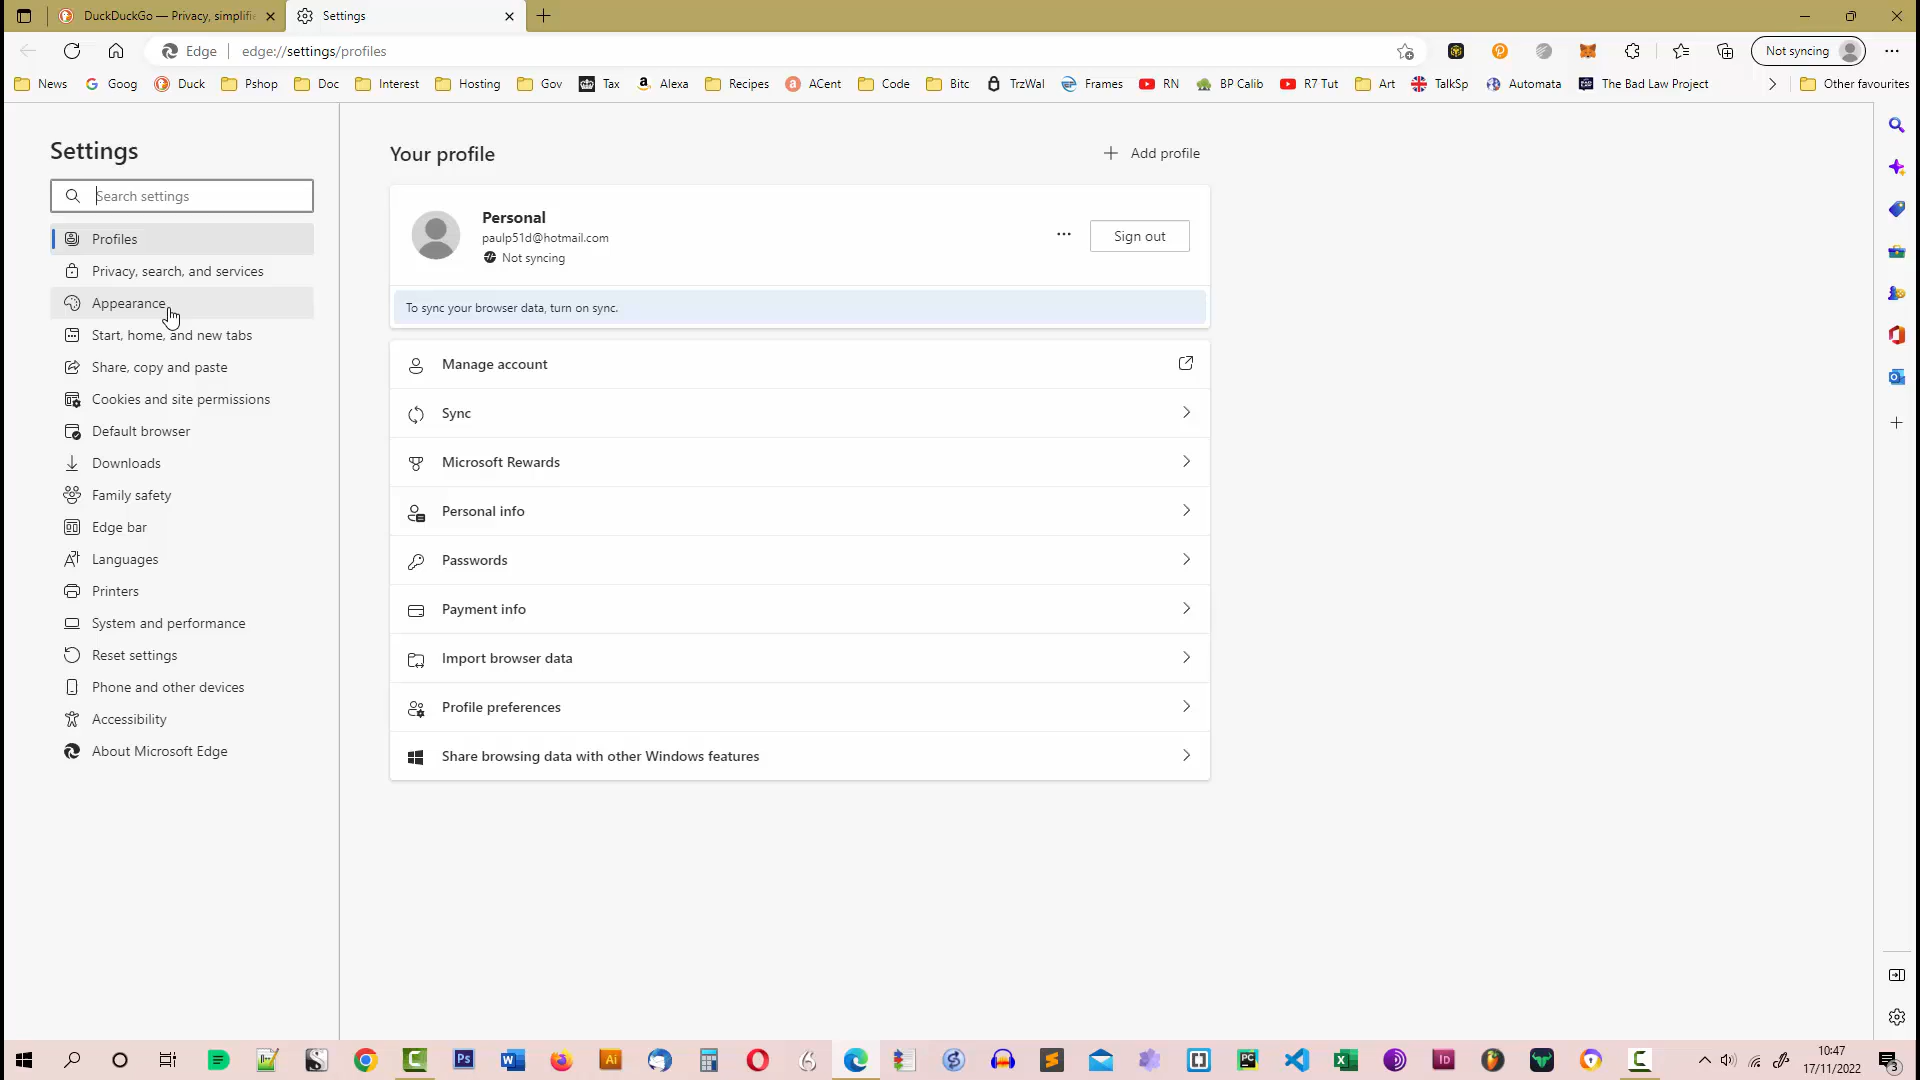 DuckDuckGo — Privacy, simplifie
Settings
Edge
edge://settings/profiles
Not syncing
News
Goog
Duck
Pshop
Doc
Interest
Hosting
Gov
Tax
Alexa
Recipes
ACent
Code
Bitc
TrzWal
Frames
RN
BP Calib
R7 Tut
Art
TalkSp
Automata
The Bad Law Project
Other favourites
Settings
Search settings
Profiles
Privacy, search, and services
Appearance
Start, home, and new tabs
Share, copy and paste
Cookies and site permissions
Default browser
Downloads
Family safety
Edge bar
Languages
Printers
System and performance
Reset settings
Phone and other devices
Accessibility
About Microsoft Edge
Your profile
Add profile
Personal
paulp51d@hotmail.com
Not syncing
Sign out
To sync your browser data, turn on sync.
Manage account
Sync
Microsoft Rewards
Personal info
Passwords
Payment info
Import browser data
Profile preferences
Share browsing data with other Windows features
10:47
17/11/2022
3